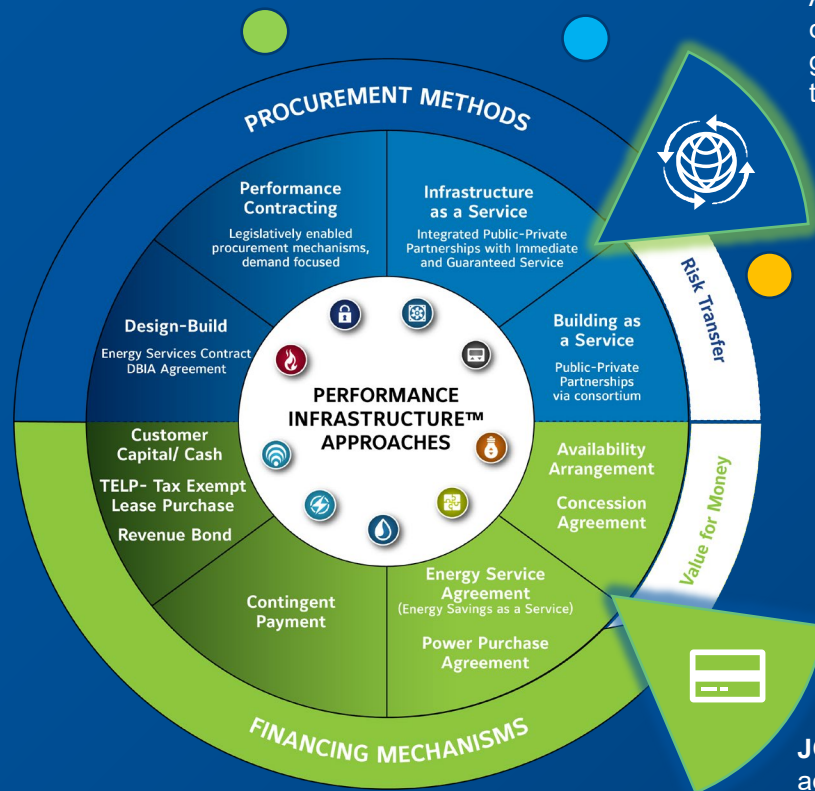 PROCUREMENT METHODS
Performance
Contracting
Legislatively enabled
procurement mechanisms,
demand focused
Infrastructure
as a Service
Integrated Public-Private
Partnerships with Immediate
and Guaranteed Service
Design-Build
Energy Services Contract
DBIA Agreement
Building as
a Service
Public-Private
Partnerships
via consortium
Risk Transfer
PERFORMANCE
INFRASTRUCTURE™
APPROACHES
Customer
Capital/ Cash
TELP- Tax Exempt
Lease Purchase
Revenue Bond
Availability
Arrangement
Concession
Agreement
Value for Money
Contingent
Payment
Energy Service
Agreement
(Energy Savings as a Service)
Power Purchase
Agreement
FINANCING MECHANISMS